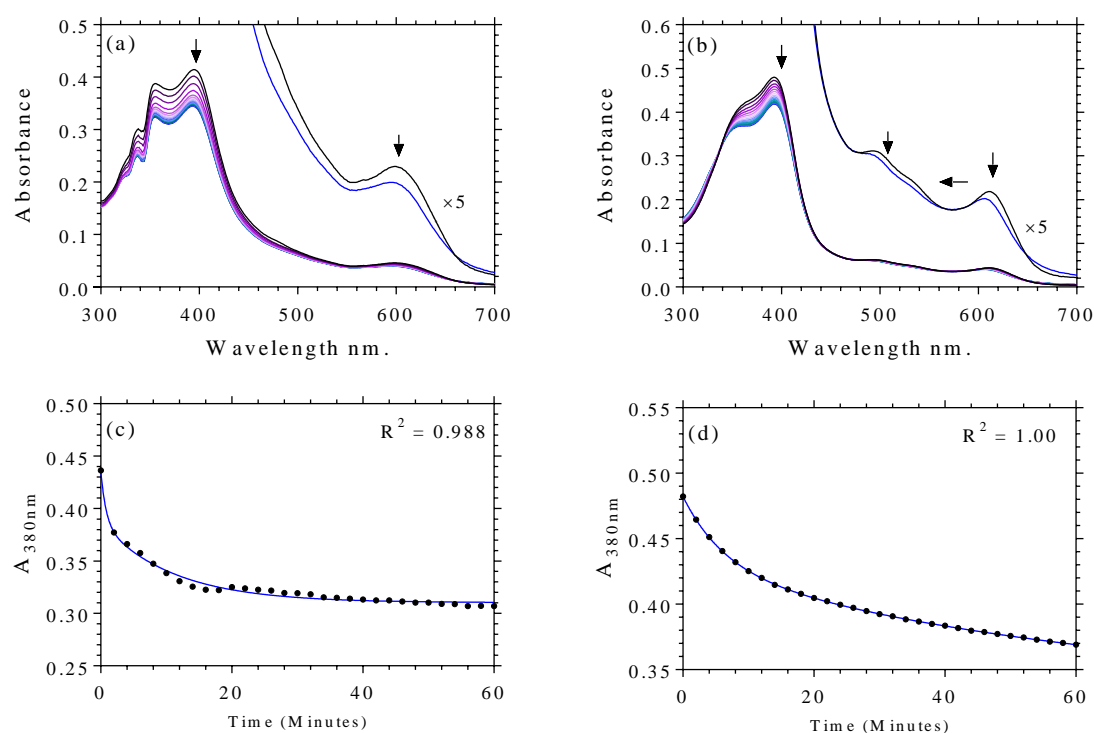 (a)
0.5
0.4
0.3
0.2
0.1
0.0
Absorbance
×5
300 400 500 600 700
Wavelength nm.
(b)
0.6
0.5
0.4
0.3
0.2
0.1
0.0
Absorbance
×5
300 400 500 600 700
Wavelength nm.
(c)
R² = 0.988
0.50
0.45
0.40
0.35
0.30
0.25
A380nm
0 20 40 60
Time (Minutes)
(d)
R² = 1.00
0.55
0.50
0.45
0.40
0.35
A380nm
0 20 40 60
Time (Minutes)